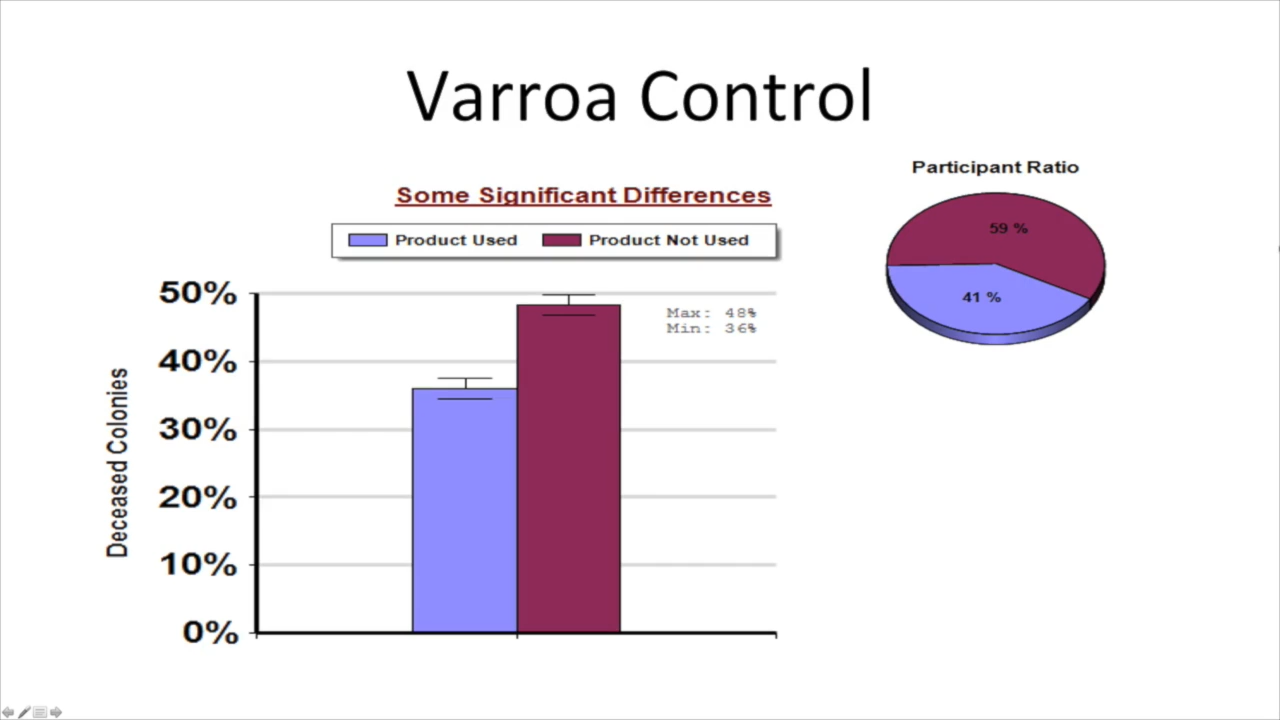 Varroa Control
Participant Ratio
59 %
41 %
Some Significant Differences
Product Used Product Not Used
Max: 48%
Min: 36%
50%
40%
30%
20%
10%
0%
Deceased Colonies